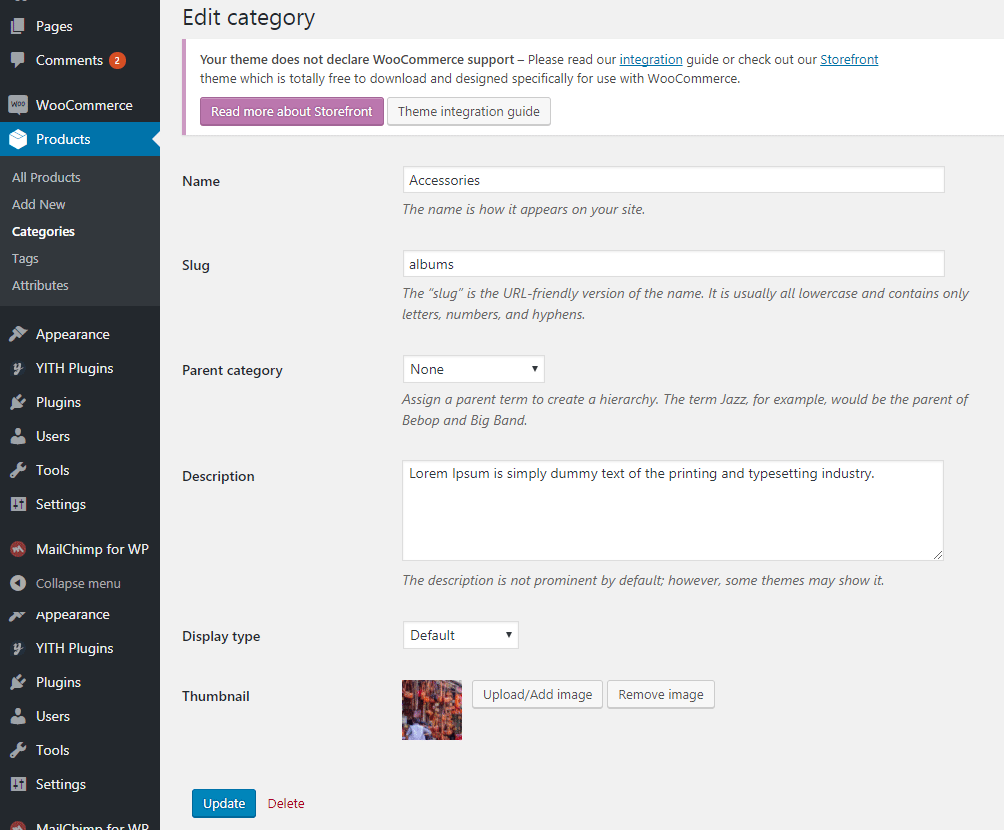 Pages
Comments 2
WooCommerce
Products
All Products
Add New
Categories
Tags
Attributes
Appearance
YITH Plugins
Plugins
Users
Tools
Settings
MailChimp for WP
Collapse menu
Appearance
YITH Plugins
Plugins
Users
Tools
Settings
MailChimp for WP
Edit category
Your theme does not declare WooCommerce support – Please read our integration guide or check out our Storefront
theme which is totally free to download and designed specifically for use with WooCommerce.
Read more about Storefront Theme integration guide
Name Accessories
The name is how it appears on your site.
Slug albums
The “slug” is the URL-friendly version of the name. It is usually all lowercase and contains only
letters, numbers, and hyphens.
Parent category None
Assign a parent term to create a hierarchy. The term Jazz, for example, would be the parent of
Bebop and Big Band.
Description Lorem Ipsum is simply dummy text of the printing and typesetting industry.
The description is not prominent by default; however, some themes may show it.
Display type Default
Thumbnail Upload/Add image Remove image
Update Delete